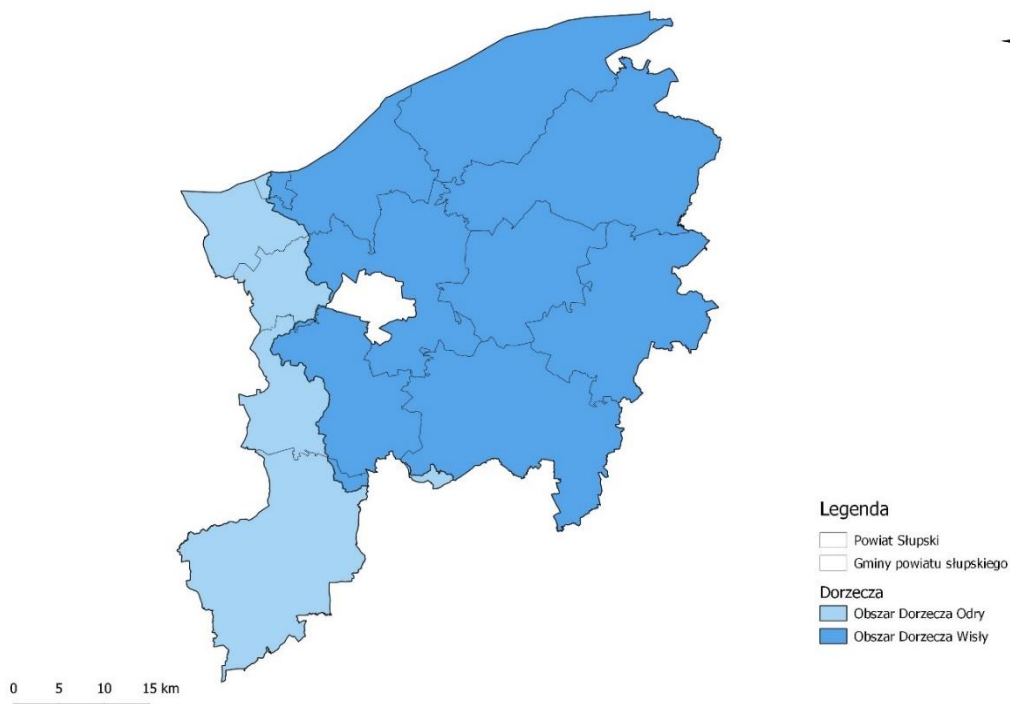 Legenda
Powiat Słupski
Gminy powiatu słupskiego
Dorzecza
Obszar Dorzecza Odry
Obszar Dorzecza Wisły
0 5 10 15 km